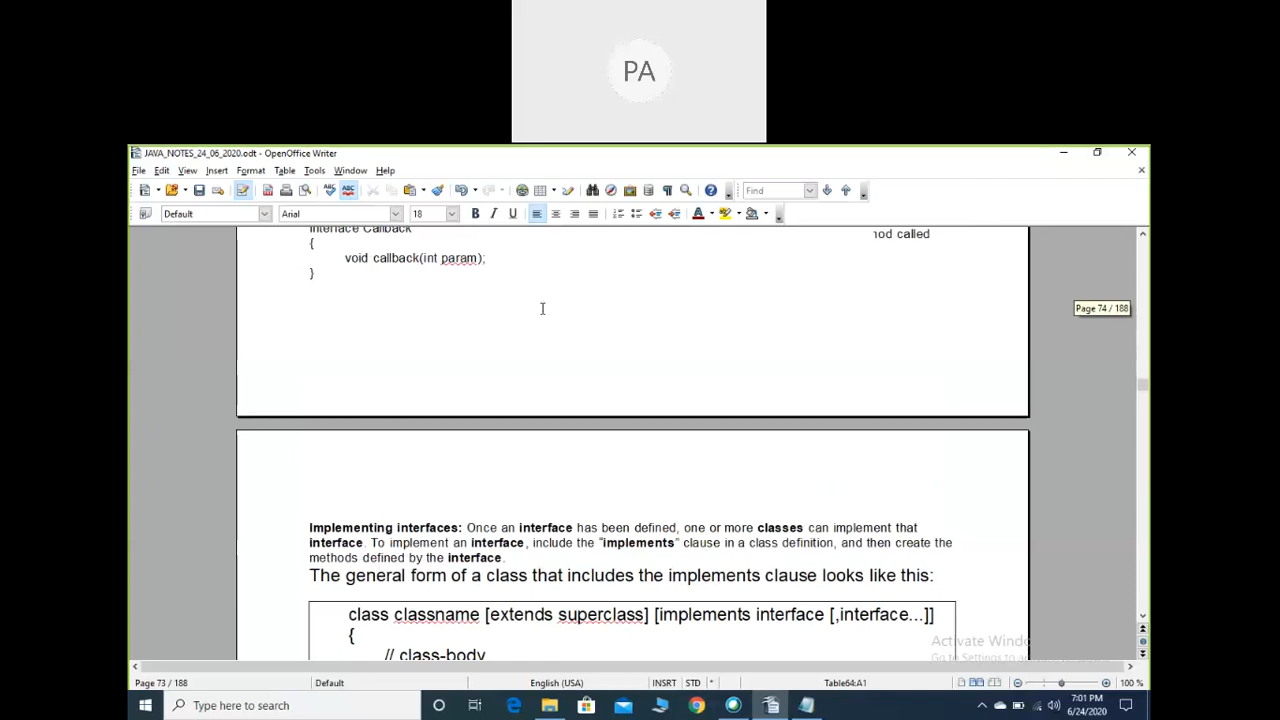 PA
JAVA_NOTES_24_06_2020.odt - OpenOffice Writer
File Edit View Insert Format Table Tools Window Help
Find
Default Arial 18
interface Callback
{
void callback(int param);
}
hod called
Page 74 / 188
Implementing interfaces: Once an interface has been defined, one or more classes can implement that
interface. To implement an interface, include the "implements" clause in a class definition, and then create the
methods defined by the interface.
The general form of a class that includes the implements clause looks like this:
class classname [extends superclass] [implements interface [,interface...]]
{
// class-body
Activate Windo
Page 73 / 188 Default English (USA) INSRT STD * Table64:A1 100 %
Type here to search
7:01 PM
6/24/2020